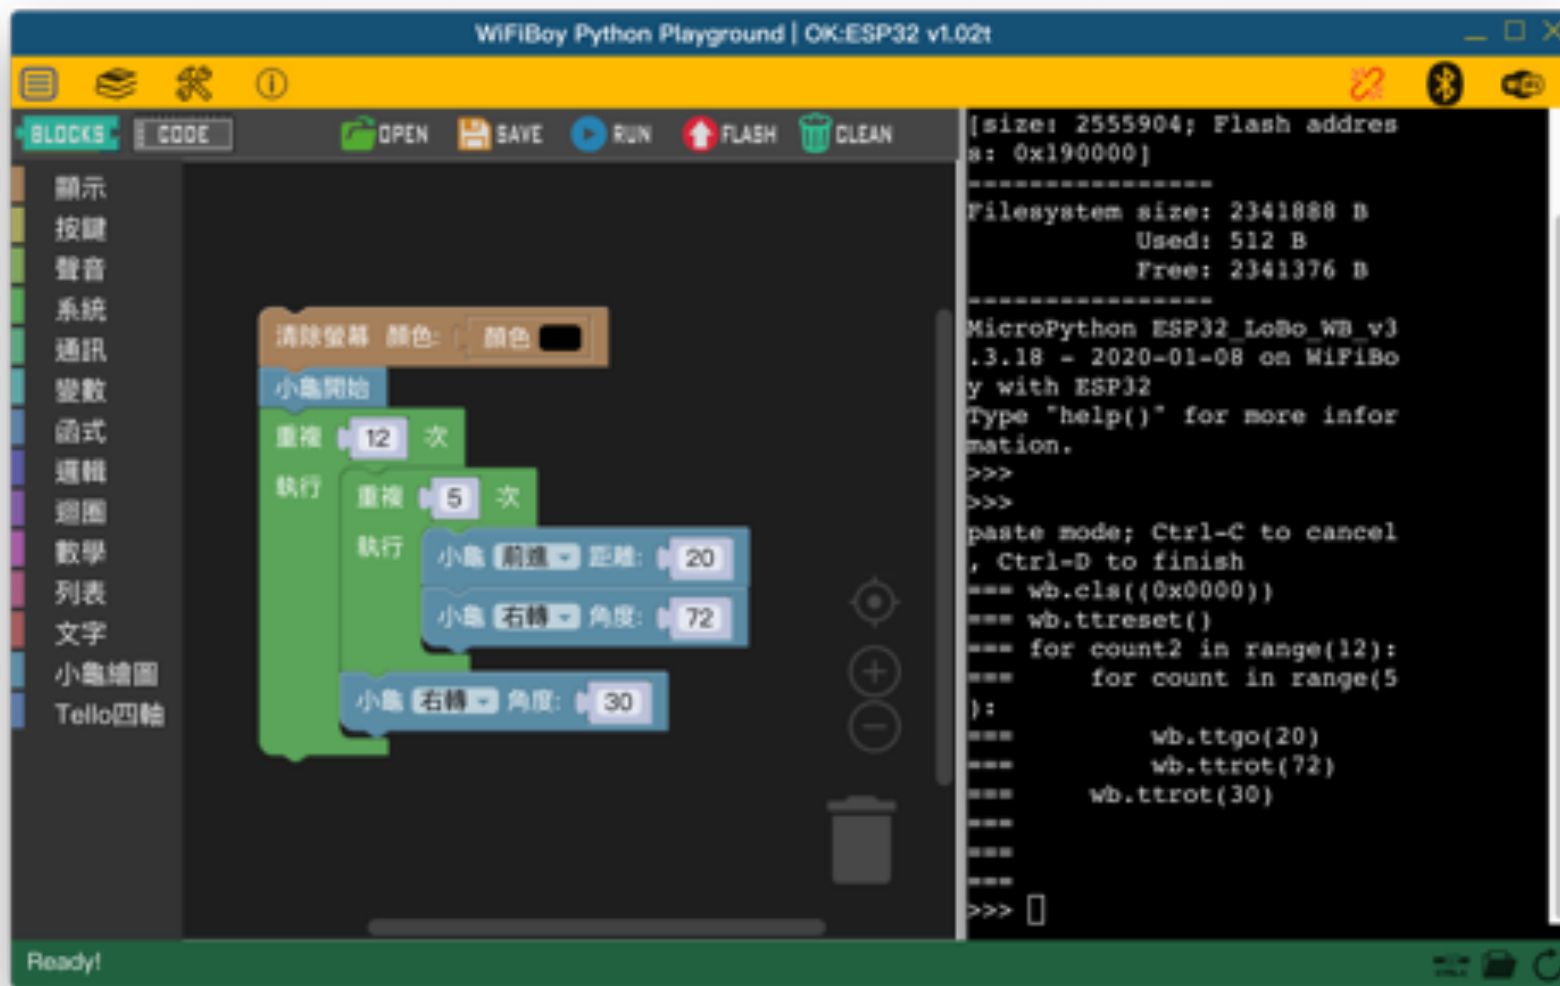 WiFiBoy Python Playground | OK:ESP32 v1.02t
BLOCKS CODE OPEN SAVE RUN FLASH CLEAN
顯示
按鍵
聲音
系統
通訊
變數
函式
邏輯
迴圈
數學
列表
文字
小龜繪圖
Tello四軸
清除螢幕 顏色: 顏色
小龜開始
重複 12 次
執行
重複 5 次
執行
小龜 前進 距離: 20
小龜 右轉 角度: 72
小龜 右轉 角度: 30
[size: 2555904; Flash addres
s: 0x190000]
----------------
Filesystem size: 2341888 B
Used: 512 B
Free: 2341376 B
----------------
MicroPython ESP32_LoBo_WB_v3
.3.18 - 2020-01-08 on WiFiBo
y with ESP32
Type "help()" for more infor
mation.
>>>
>>>
paste mode; Ctrl-C to cancel
, Ctrl-D to finish
=== wb.cls((0x0000))
=== wb.ttreset()
=== for count2 in range(12):
===     for count in range(5
):
===         wb.ttgo(20)
===         wb.ttrot(72)
===     wb.ttrot(30)
===
===
===
>>>
Ready!